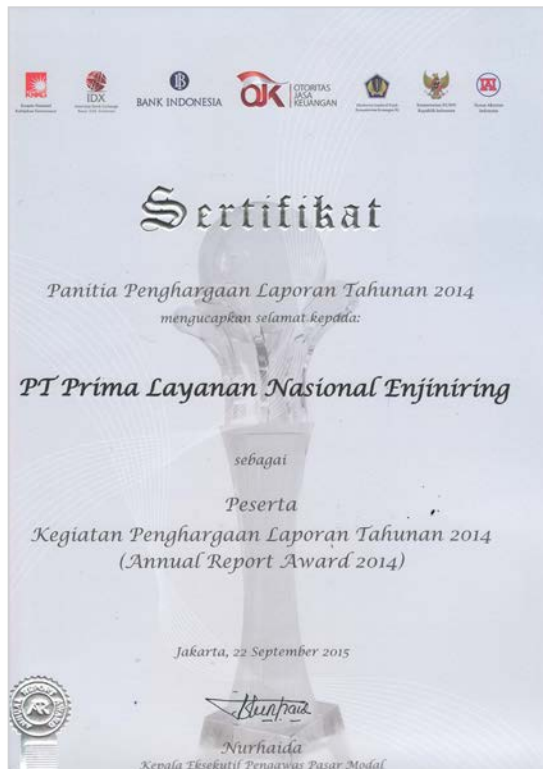 KNKG
IDX
BANK INDONESIA
OJK
OTORITAS
JASA
KEUANGAN
Sertifikat
Panitia Penghargaan Laporan Tahunan 2014
mengucapkan selamat kepada:
PT Prima Layanan Nasional Enjiniring
sebagai
Peserta
Kegiatan Penghargaan Laporan Tahunan 2014
(Annual Report Award 2014)
Jakarta, 22 September 2015
Nurhaida
Kepala Eksekutif Pengawas Pasar Modal